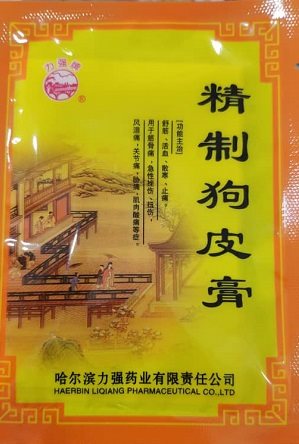 力强牌
®
精制狗皮膏
[功能主治]
舒筋、活血、散寒、止痛。
用于筋骨痛,急性挫伤、扭伤,
风湿痛,关节痛,胁痛,肌肉酸痛等症。
哈尔滨力强药业有限责任公司
HAERBIN LIQIANG PHARMACEUTICAL CO.,LTD